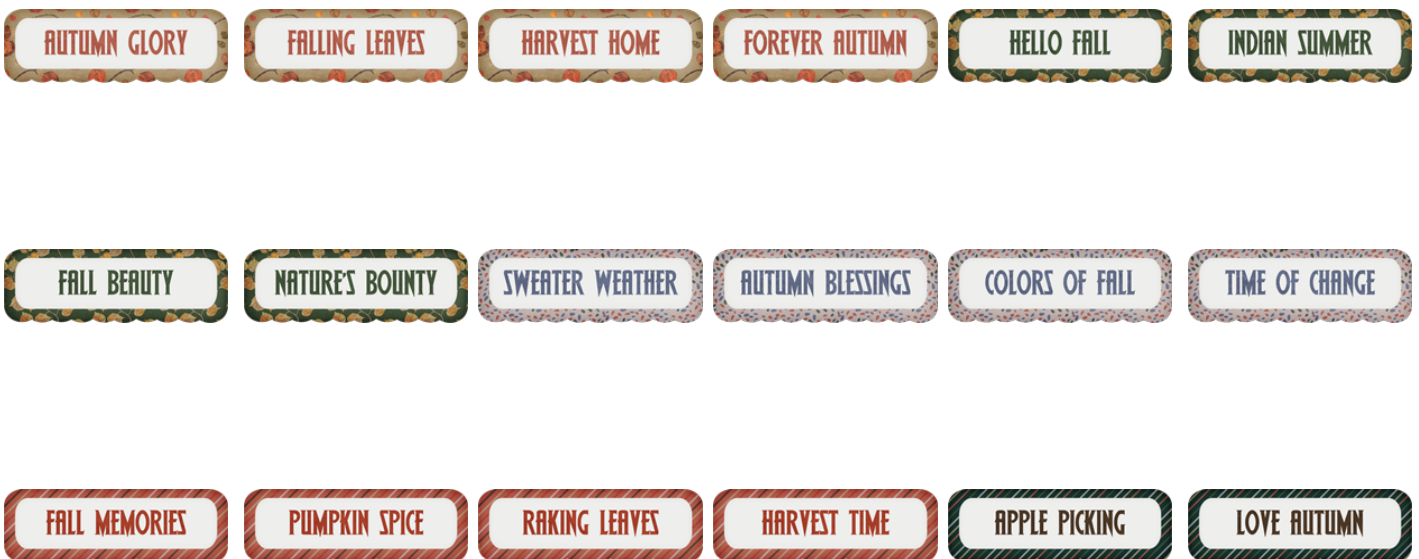 AUTUMN GLORY
FALLING LEAVES
HARVEST HOME
FOREVER AUTUMN
HELLO FALL
INDIAN SUMMER
FALL BEAUTY
NATURE'S BOUNTY
SWEATER WEATHER
AUTUMN BLESSINGS
COLORS OF FALL
TIME OF CHANGE
FALL MEMORIES
PUMPKIN SPICE
RAKING LEAVES
HARVEST TIME
APPLE PICKING
LOVE AUTUMN